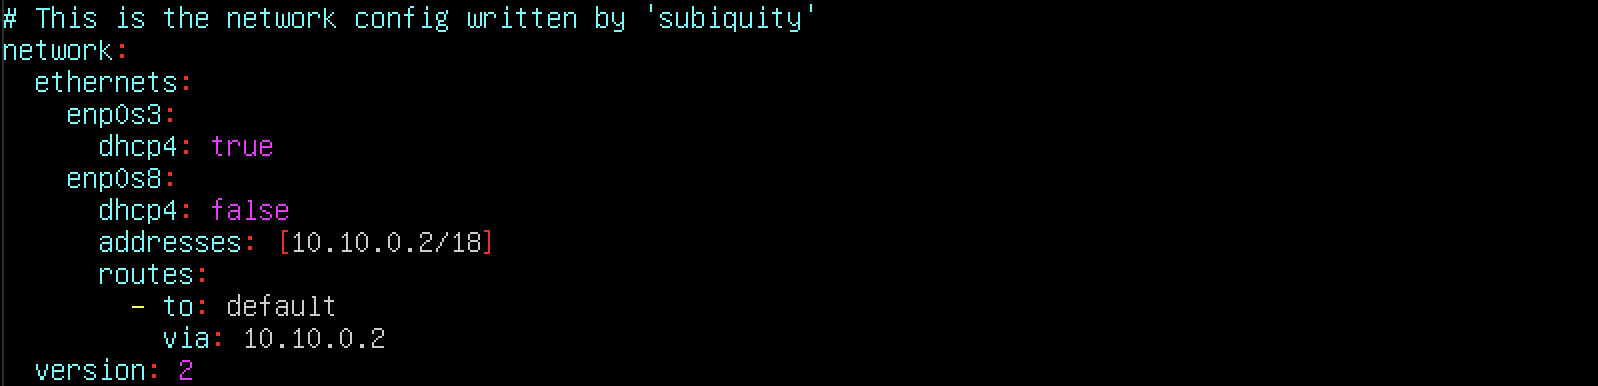 # This is the network config written by 'subiquity'
network:
  ethernets:
    enp0s3:
      dhcp4: true
    enp0s8:
      dhcp4: false
      addresses: [10.10.0.2/18]
      routes:
        - to: default
          via: 10.10.0.2
  version: 2